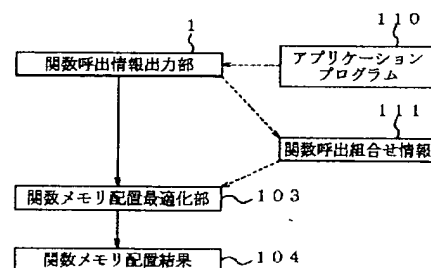 110
1
アプリケーション
プログラム
関数呼出情報出力部
111
関数呼出組合せ情報
関数メモリ配置最適化部
103
関数メモリ配置結果
104